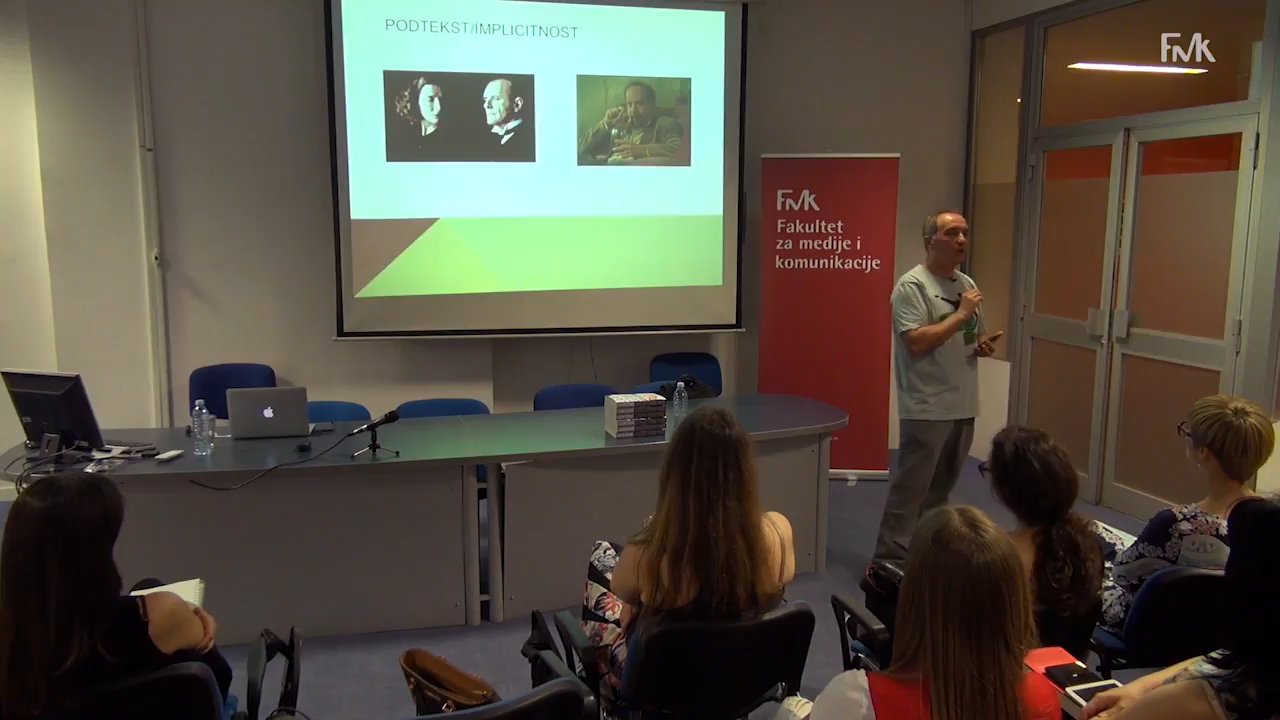 PODTEKST/IMPLICITNOST
FMK
FMK
Fakultet
za medije i
komunikacije